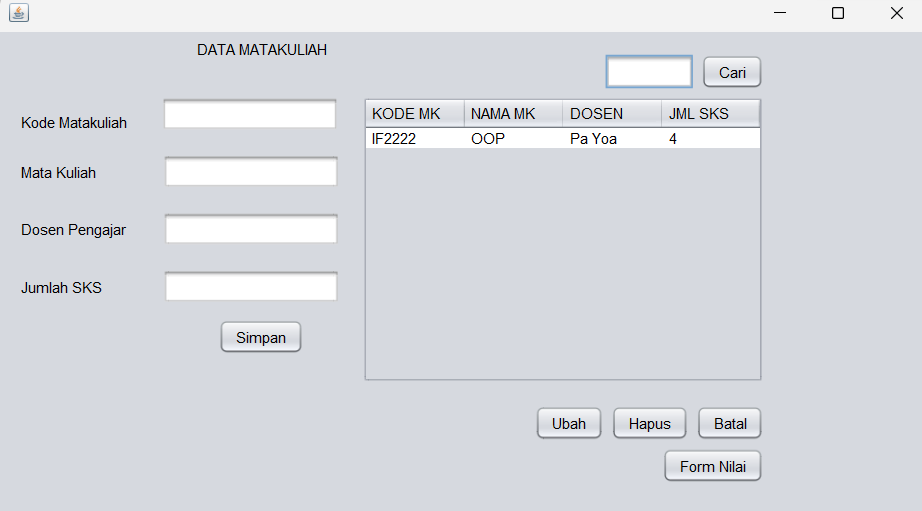 DATA MATAKULIAH
Cari
Kode Matakuliah
Mata Kuliah
Dosen Pengajar
Jumlah SKS
Simpan
KODE MK NAMA MK DOSEN JML SKS
IF2222 OOP Pa Yoa 4
Ubah Hapus Batal
Form Nilai